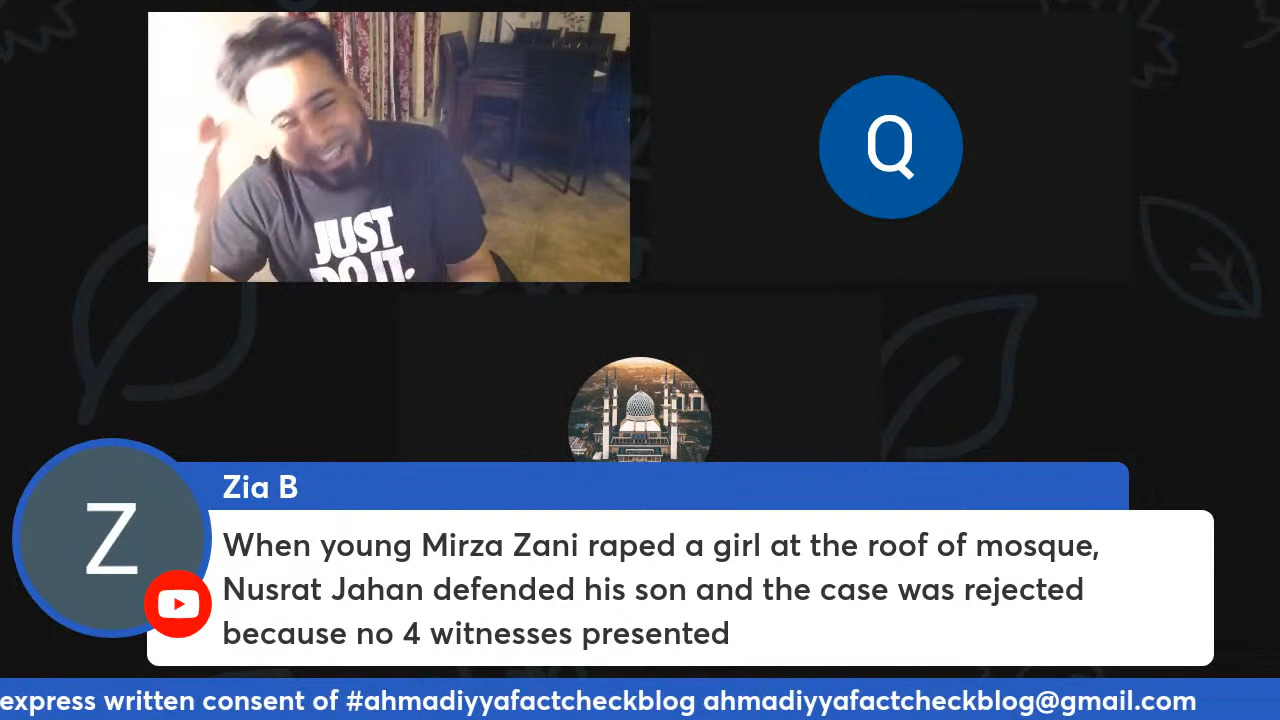 JUST
DO IT.
Q
Z
Zia B
When young Mirza Zani raped a girl at the roof of mosque,
Nusrat Jahan defended his son and the case was rejected
because no 4 witnesses presented
express written consent of #ahmadiyyafactcheckblog ahmadiyyafactcheckblog@gmail.com